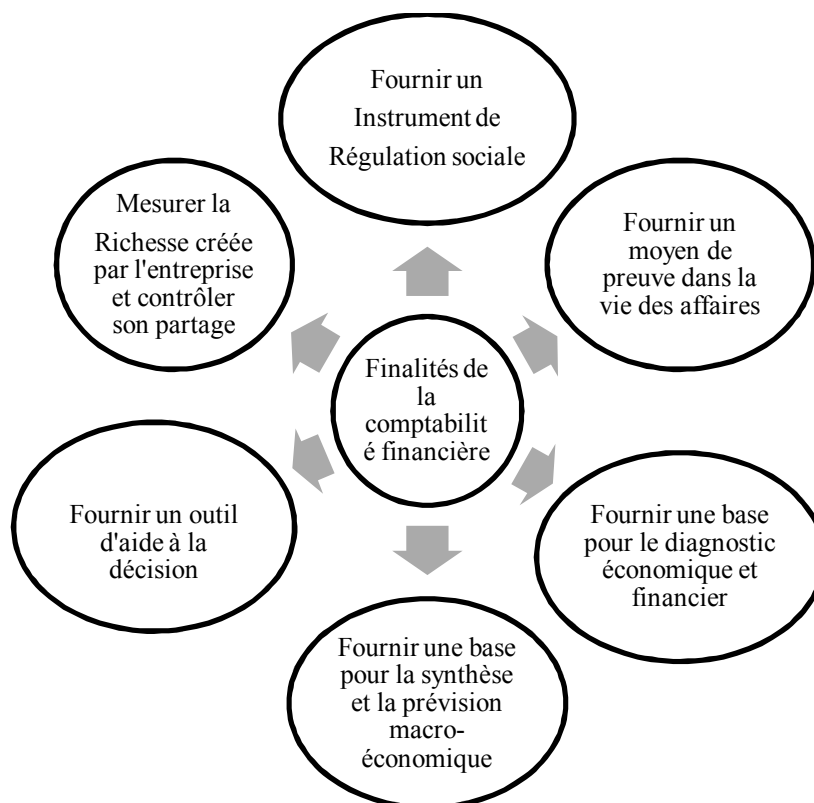 Fournir un
Instrument de
Régulation sociale
Mesurer la
Richesse créée
par l'entreprise
et contrôler
son partage
Fournir un
moyen de
preuve dans la
vie des affaires
Finalités de
la
comptabilit
é financière
Fournir un outil
d'aide à la
décision
Fournir une base
pour le diagnostic
économique et
financier
Fournir une base
pour la synthèse
et la prévision
macro-
économique